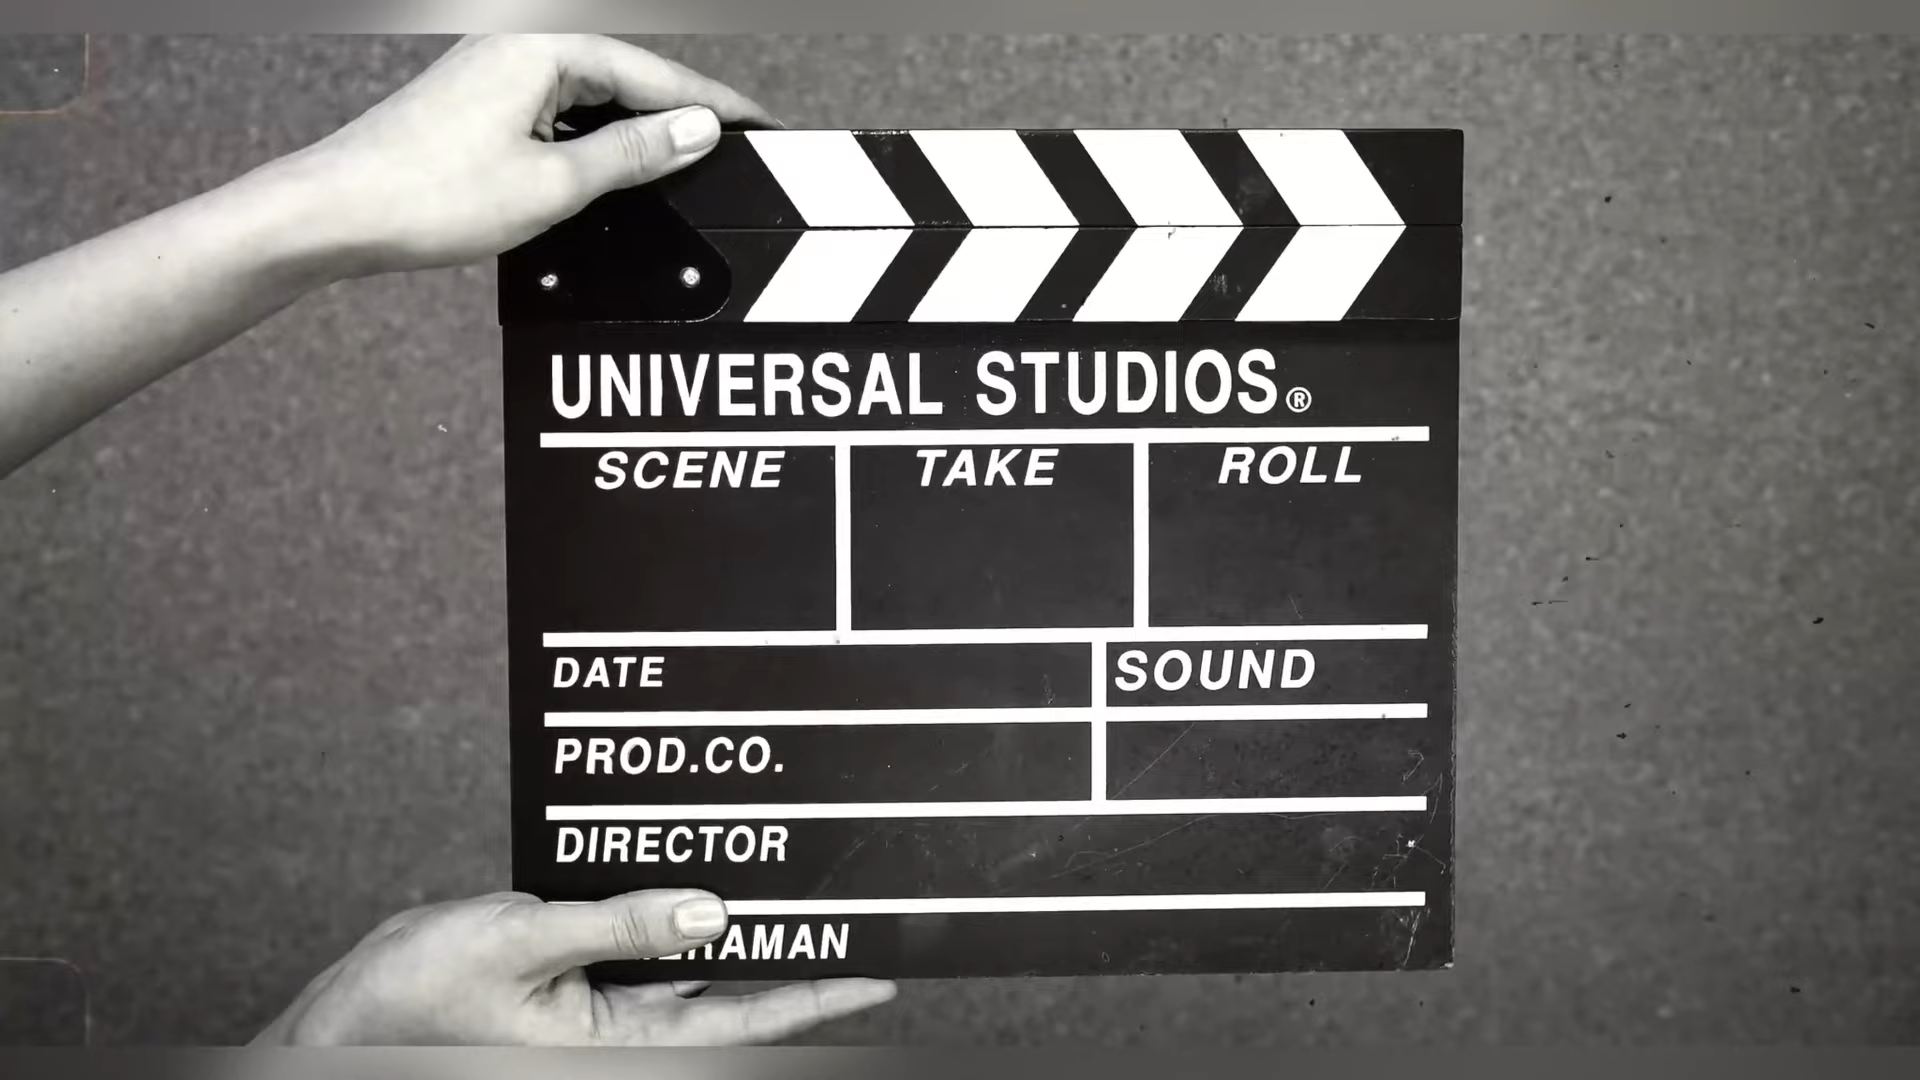 UNIVERSAL STUDIOS®
SCENE TAKE ROLL
DATE SOUND
PROD.CO.
DIRECTOR